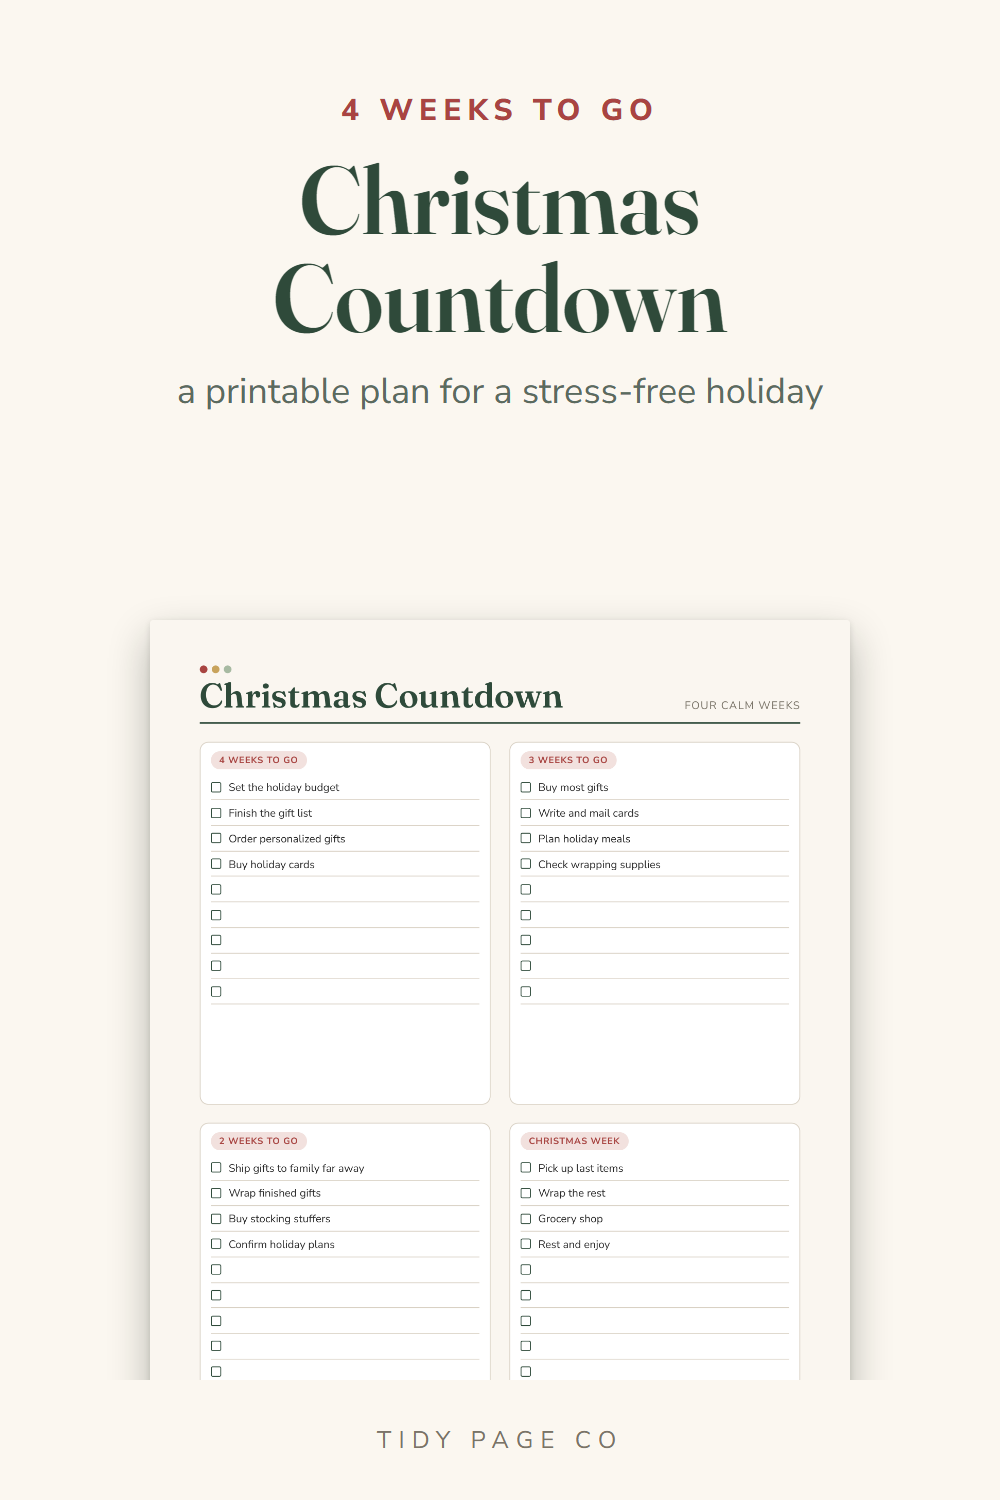 4 WEEKS TO GO
Christmas
Countdown
a printable plan for a stress-free holiday
Christmas Countdown
FOUR CALM WEEKS
4 WEEKS TO GO
Set the holiday budget
Finish the gift list
Order personalized gifts
Buy holiday cards
3 WEEKS TO GO
Buy most gifts
Write and mail cards
Plan holiday meals
Check wrapping supplies
2 WEEKS TO GO
Ship gifts to family far away
Wrap finished gifts
Buy stocking stuffers
Confirm holiday plans
CHRISTMAS WEEK
Pick up last items
Wrap the rest
Grocery shop
Rest and enjoy
TIDY PAGE CO